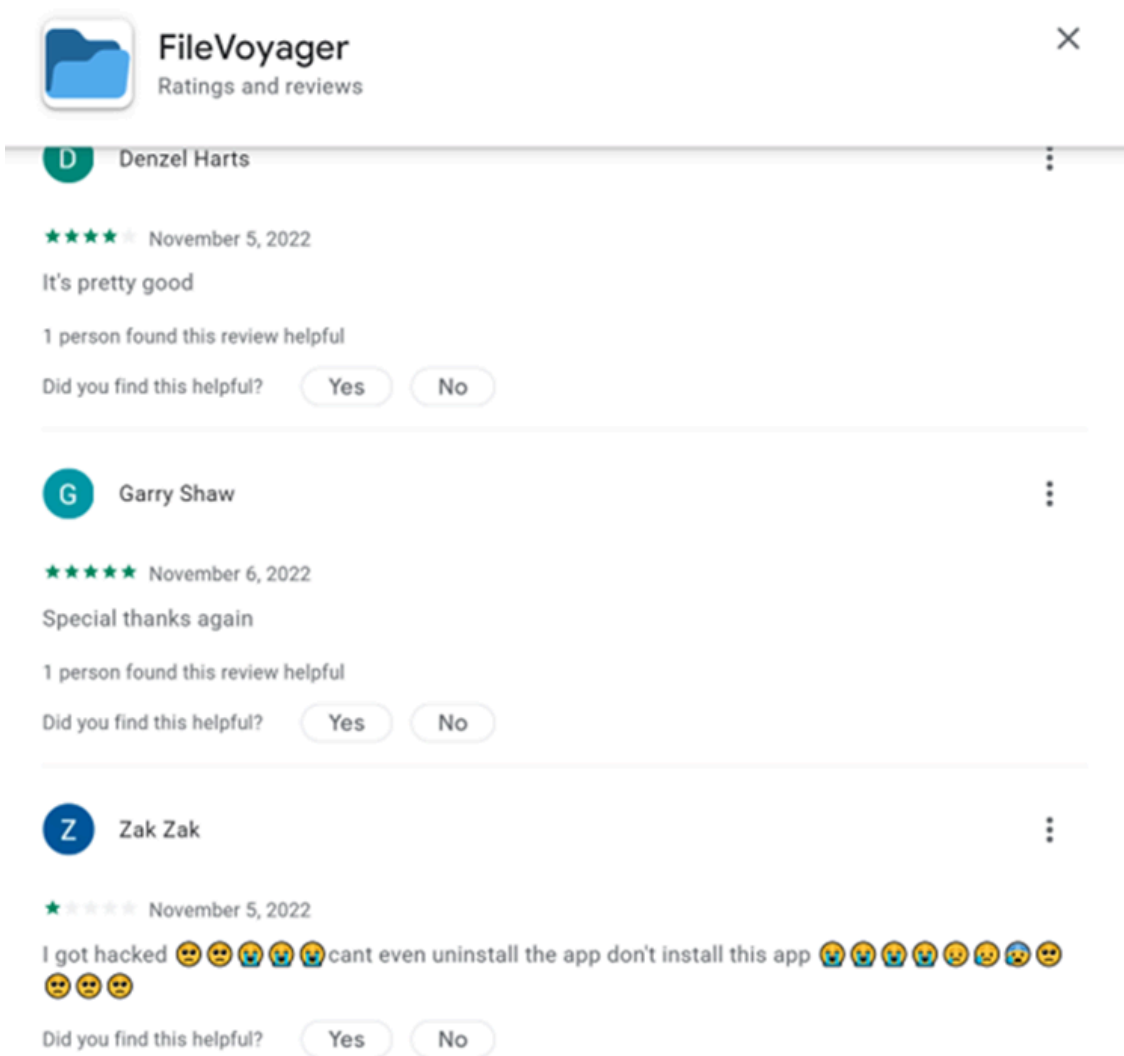 FileVoyager
Ratings and reviews
D
Denzel Harts
November 5, 2022
It's pretty good
1 person found this review helpful
Did you find this helpful?
Yes
No
G
Garry Shaw
November 6, 2022
Special thanks again
1 person found this review helpful
Did you find this helpful?
Yes
No
Z
Zak Zak
November 5, 2022
I got hacked 🥺🥺😭😭😭cant even uninstall the app don't install this app 😭😭😭😭😥😥😰🥺
🥺🥺🥺
Did you find this helpful?
Yes
No